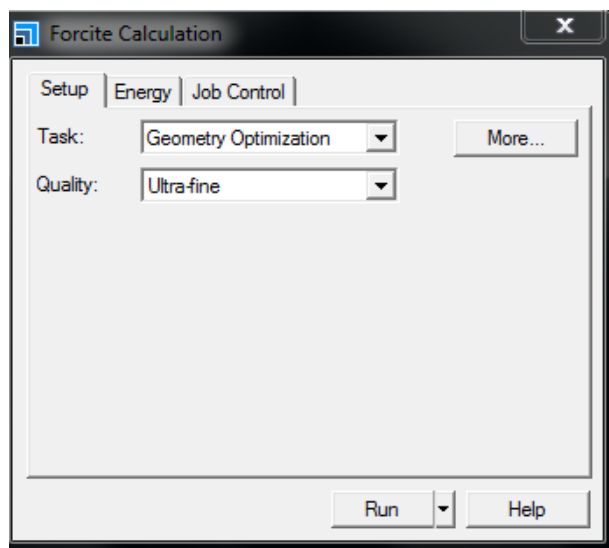 Forcite Calculation
x
Setup Energy Job Control
Task: Geometry Optimization More...
Quality: Ultra-fine
Run Help